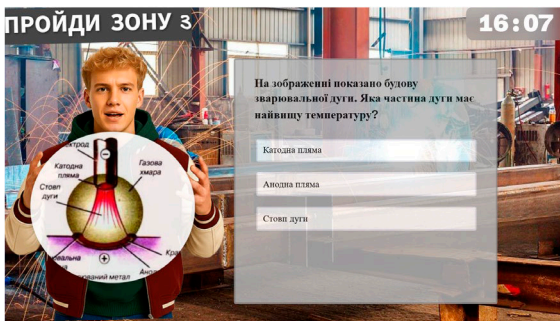 ПРОЙДИ ЗОНУ 3
16:07
На зображенні показано будову
зварювальної дуги. Яка частина дуги має
найвищу температуру?
Катодна пляма
Анодна пляма
Стовп дуги
Катодна
пляма
Газова
хмара
Стовп
дуги
метал